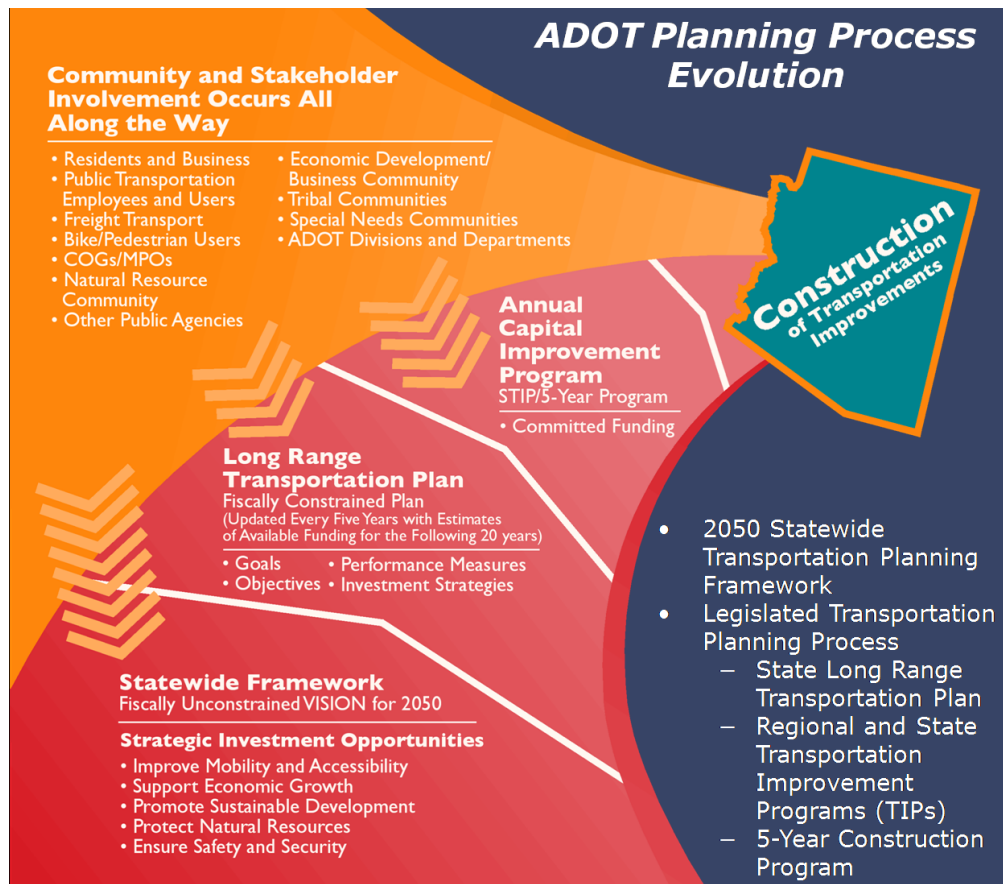 ADOT Planning Process
Evolution
Community and Stakeholder
Involvement Occurs All
Along the Way
• Residents and Business
• Public Transportation
Employees and Users
• Freight Transport
• Bike/Pedestrian Users
• COGs/MPOs
• Natural Resource
Community
• Other Public Agencies
• Economic Development/
Business Community
• Tribal Communities
• Special Needs Communities
• ADOT Divisions and Departments
Construction
of Transportation
Improvements
Annual
Capital
Improvement
Program
STIP/5-Year Program
• Committed Funding
Long Range
Transportation Plan
Fiscally Constrained Plan
(Updated Every Five Years with Estimates
of Available Funding for the Following 20 years)
• Goals
• Objectives
• Performance Measures
• Investment Strategies
Statewide Framework
Fiscally Unconstrained VISION for 2050
Strategic Investment Opportunities
• Improve Mobility and Accessibility
• Support Economic Growth
• Promote Sustainable Development
• Protect Natural Resources
• Ensure Safety and Security
• 2050 Statewide
Transportation Planning
Framework
• Legislated Transportation
Planning Process
– State Long Range
Transportation Plan
– Regional and State
Transportation
Improvement
Programs (TIPs)
– 5-Year Construction
Program